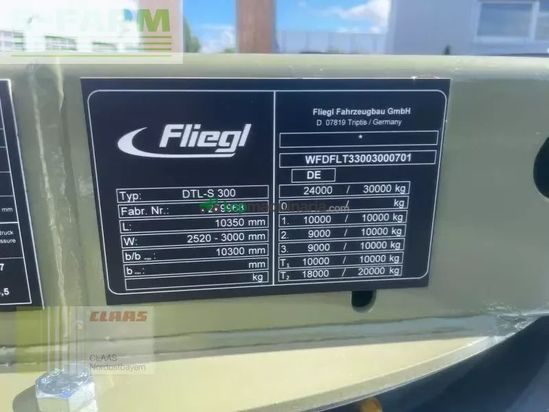 FARM
Fliegl
Typ: DTL-S 300
Fabr. Nr.:
L: 10350 mm
W: 2520 - 3000 mm
b/b max: 10300 mm
b mm
kg
Fliegl Fahrzeugbau GmbH
D 07819 Triptis / Germany
*
WFDFLT33003000701
DE
24000 / 30000 kg
/ kg
1. 10000 / 10000 kg
2. 9000 / 10000 kg
3. 9000 / 10000 kg
T₁ 10000 / 10000 kg
T₂ 18000 / 20000 kg
CLAAS
CLAAS
Nordostbayern